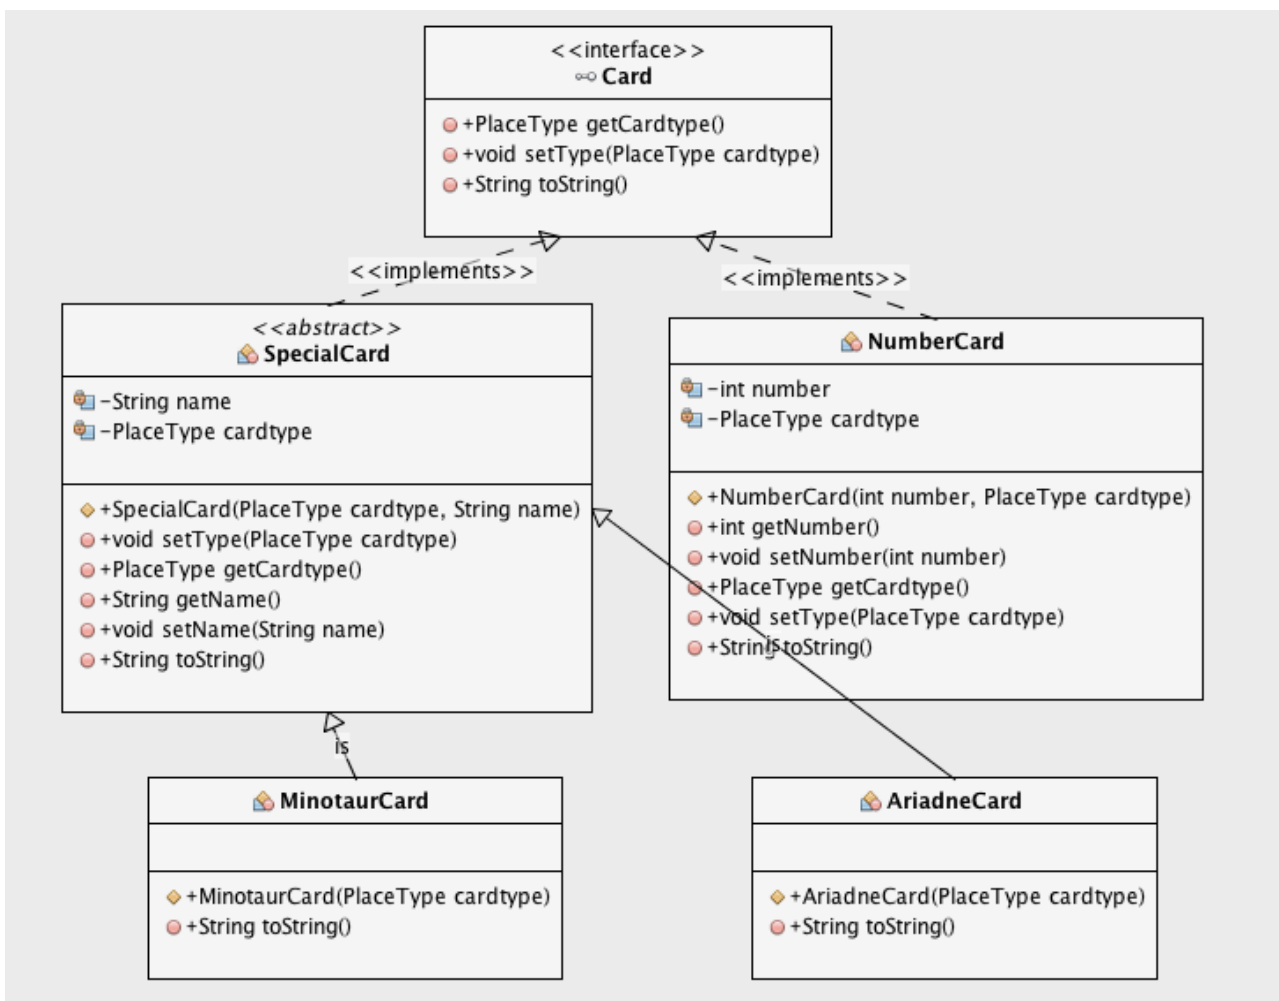 <<interface>>
Card
+PlaceType getCardtype()
+void setType(PlaceType cardtype)
+String toString()
<<implements>>
<<implements>>
<<abstract>>
SpecialCard
-String name
-PlaceType cardtype
+SpecialCard(PlaceType cardtype, String name)
+void setType(PlaceType cardtype)
+PlaceType getCardtype()
+String getName()
+void setName(String name)
+String toString()
NumberCard
-int number
-PlaceType cardtype
+NumberCard(int number, PlaceType cardtype)
+int getNumber()
+void setNumber(int number)
+PlaceType getCardtype()
+void setType(PlaceType cardtype)
+String toString()
is
MinotaurCard
+MinotaurCard(PlaceType cardtype)
+String toString()
AriadneCard
+AriadneCard(PlaceType cardtype)
+String toString()